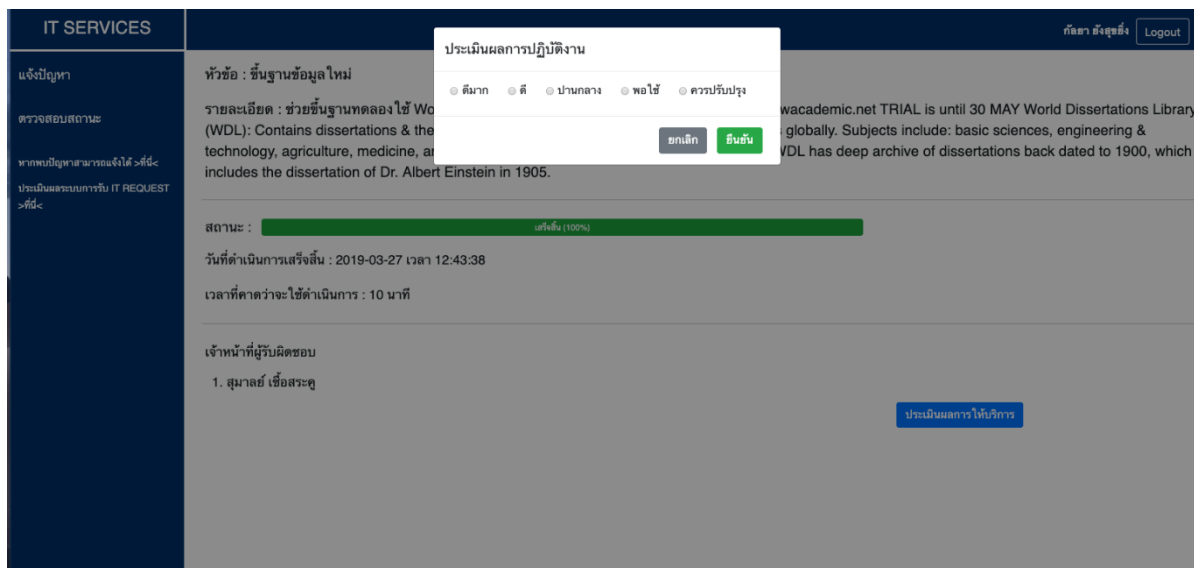 IT SERVICES
กัลยา ยังสุขยิ่ง
Logout
แจ้งปัญหา
ตรวจสอบสถานะ
หากพบปัญหาสามารถแจ้งได้ >ที่นี่<
ประเมินผลระบบการรับ IT REQUEST
>ที่นี่<
ประเมินผลการปฏิบัติงาน
ดีมาก ดี ปานกลาง พอใช้ ควรปรับปรุง
ยกเลิก ยืนยัน
หัวข้อ : ขึ้นฐานข้อมูลใหม่
รายละเอียด : ช่วยขึ้นฐานทดลองใช้ Wo wacademic.net TRIAL is until 30 MAY World Dissertations Library
(WDL): Contains dissertations & the globally. Subjects include: basic sciences, engineering &
technology, agriculture, medicine, ar /DL has deep archive of dissertations back dated to 1900, which
includes the dissertation of Dr. Albert Einstein in 1905.
สถานะ : เสร็จสิ้น (100%)
วันที่ดำเนินการเสร็จสิ้น : 2019-03-27 เวลา 12:43:38
เวลาที่คาดว่าจะใช้ดำเนินการ : 10 นาที
เจ้าหน้าที่ผู้รับผิดชอบ
1. สุมาลย์ เชื้อสระคู
ประเมินผลการให้บริการ